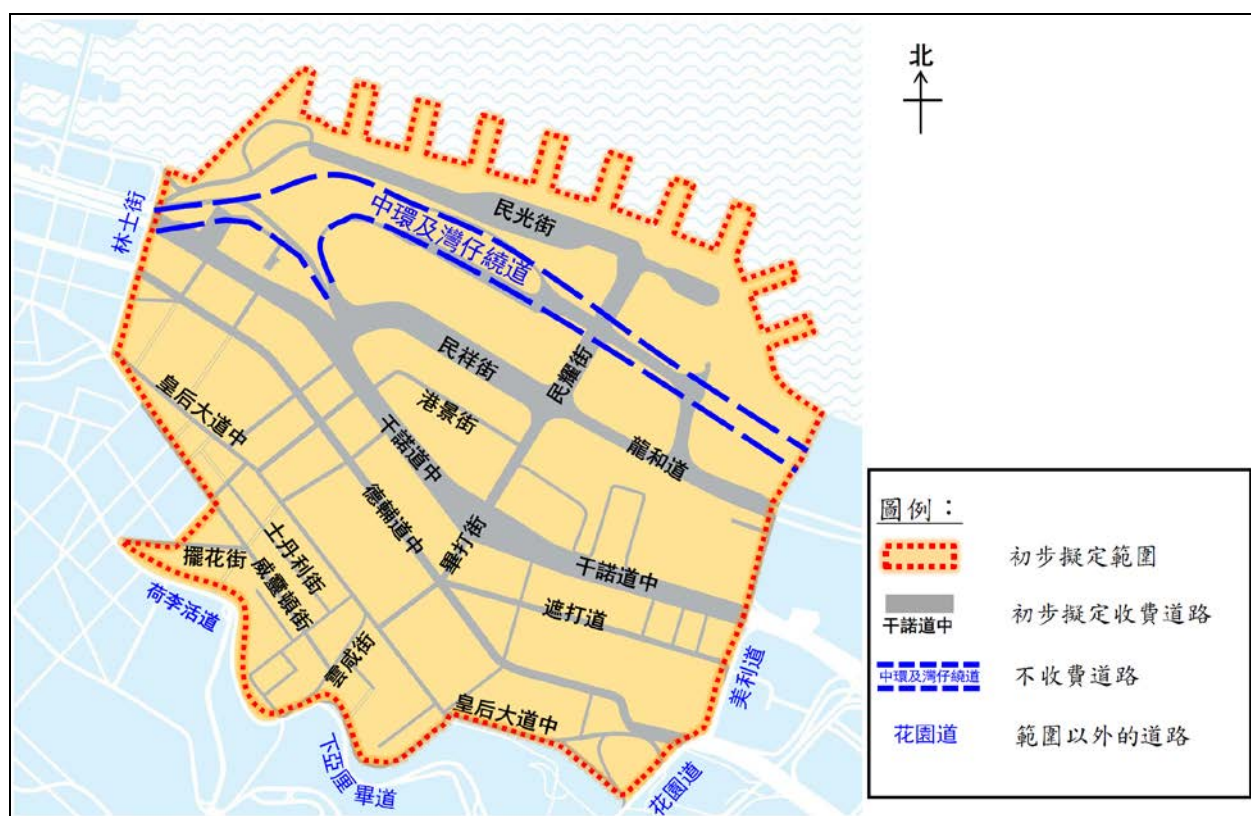 北
林士街
民光街
中環及灣仔繞道
民祥街
民耀街
港景街
皇后大道中
干諾道中
龍和道
德輔道中
畢打街
士丹利街
擺花街
威靈頓街
干諾道中
遮打道
荷李活道
雲咸街
美利道
皇后大道中
下亞厘畢道
花園道
圖例：
初步擬定範圍
干諾道中
初步擬定收費道路
中環及灣仔繞道
不收費道路
花園道
範圍以外的道路